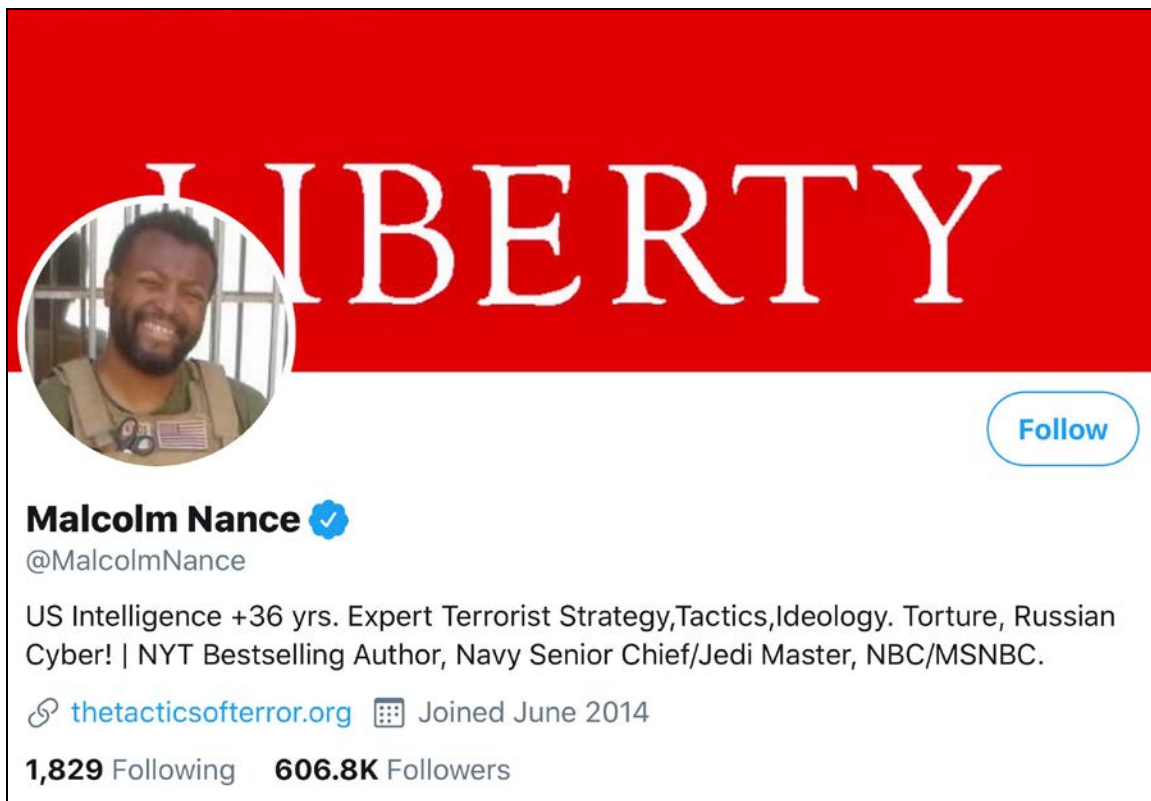 LIBERTY
Follow
Malcolm Nance
@MalcolmNance
US Intelligence +36 yrs. Expert Terrorist Strategy,Tactics,Ideology. Torture, Russian
Cyber! | NYT Bestselling Author, Navy Senior Chief/Jedi Master, NBC/MSNBC.
thetacticsofterror.org Joined June 2014
1,829 Following 606.8K Followers